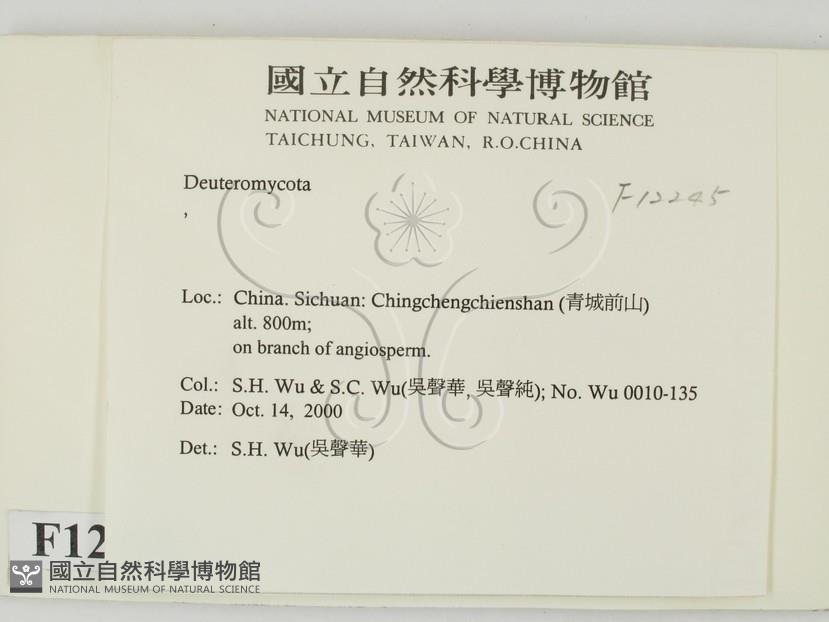 國立自然科學博物館
NATIONAL MUSEUM OF NATURAL SCIENCE
TAICHUNG, TAIWAN, R.O.CHINA
Deuteromycota
F12245
,
Loc.: China. Sichuan: Chingchengchienshan (青城前山)
alt. 800m;
on branch of angiosperm.
Col.: S.H. Wu & S.C. Wu(吳聲華, 吳聲純); No. Wu 0010-135
Date: Oct. 14, 2000
Det.: S.H. Wu(吳聲華)
F12
國立自然科學博物館
NATIONAL MUSEUM OF NATURAL SCIENCE